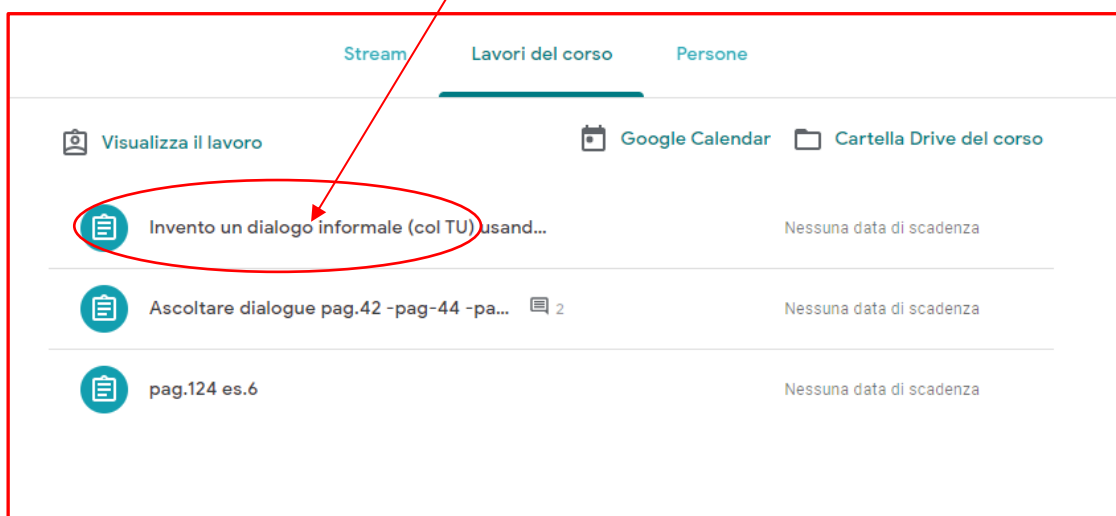 Stream Lavori del corso Persone
Visualizza il lavoro Google Calendar Cartella Drive del corso
Invento un dialogo informale (col TU) usand... Nessuna data di scadenza
Ascoltare dialogue pag.42 -pag-44 -pa... 2 Nessuna data di scadenza
pag.124 es.6 Nessuna data di scadenza